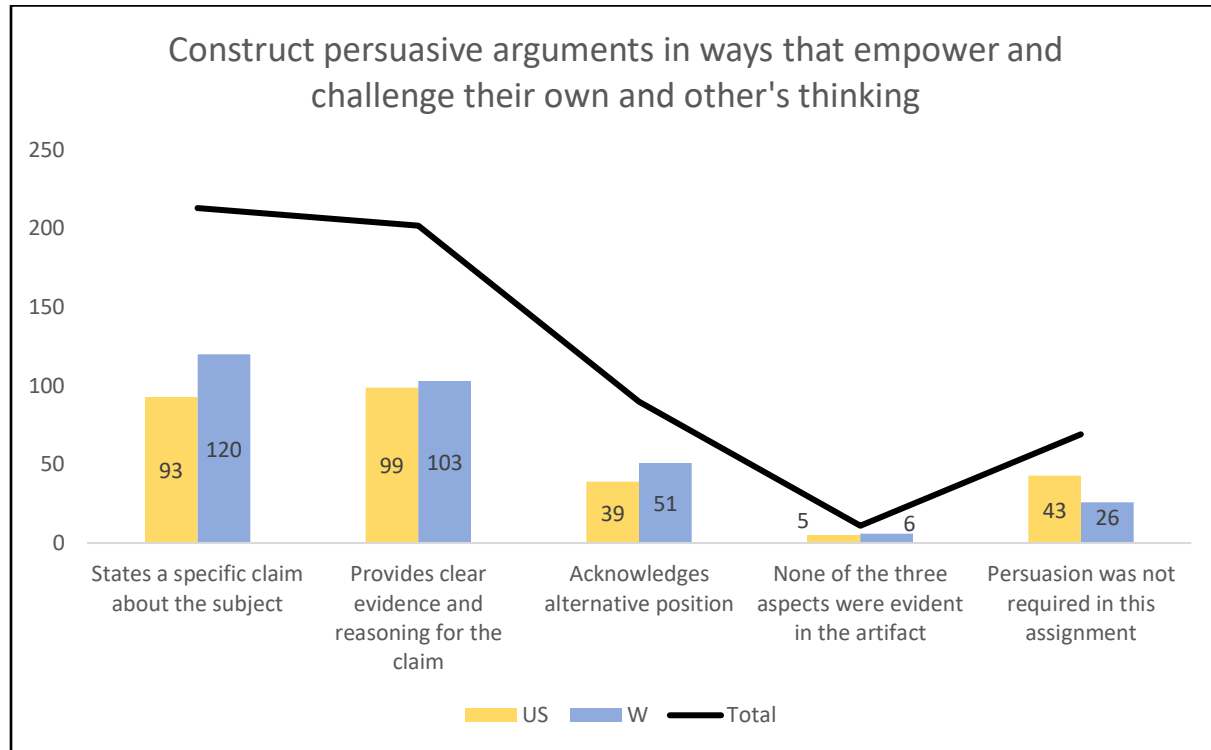 Construct persuasive arguments in ways that empower and
challenge their own and other's thinking
250
200
150
100
50
0
93
120
99
103
39
51
5
6
43
26
States a specific claim
about the subject
Provides clear
evidence and
reasoning for the
claim
Acknowledges
alternative position
None of the three
aspects were evident
in the artifact
Persuasion was not
required in this
assignment
US
W
Total